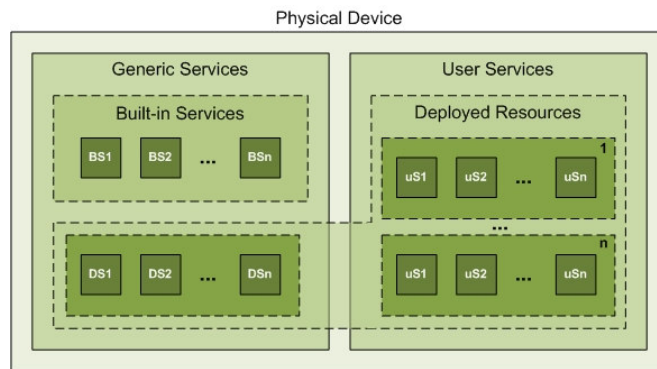 Physical Device
Generic Services
User Services
Built-in Services
Deployed Resources
BS1 BS2 ... BSn
1
uS1 uS2 ... uSn
...
n
DS1 DS2 ... DSn
uS1 uS2 ... uSn